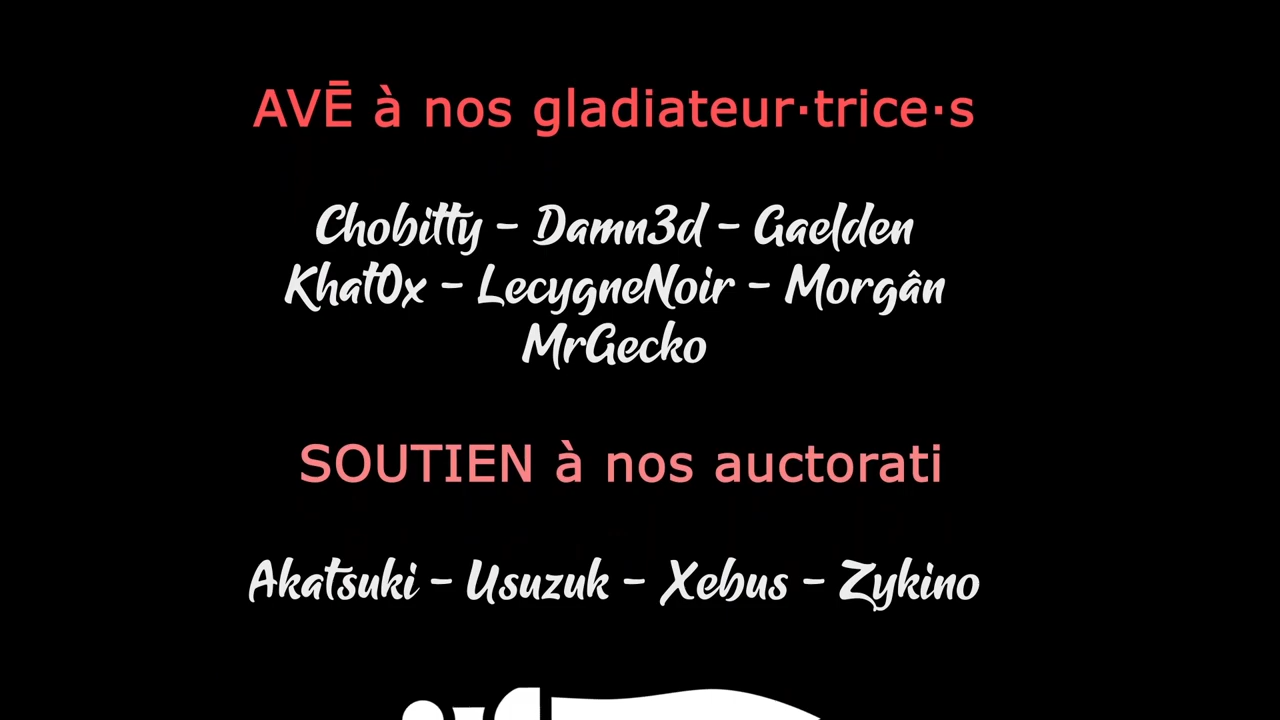 AVĒ à nos gladiateur·trice·s
Chobitty - Damn3d - Gaelden
Khat0x - LecygneNoir - Morgân
MrGecko
SOUTIEN à nos auctorati
Akatsuki - Usuzuk - Xebus - Zykino